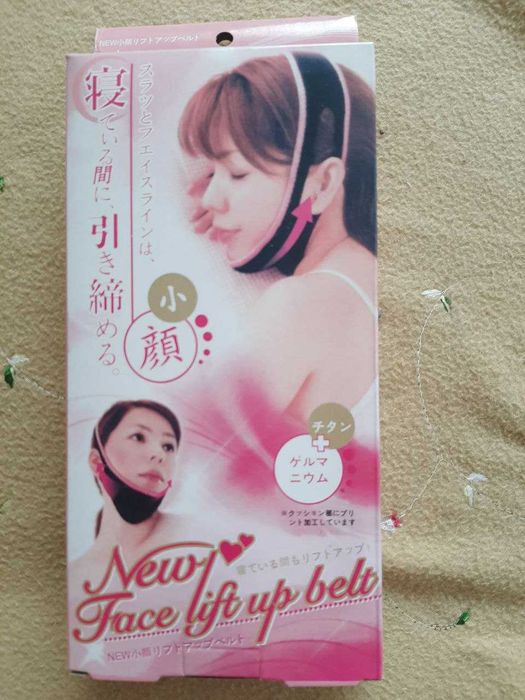 NEW小顔リフトアップベルト
スラッとフェイスラインは、
寝ている間に、引き締める。
小
顔
チタン
+
ゲルマ
ニウム
※クッション部にプリ
ント加工しています
寝ている間もリフトアップ
New
Face lift up belt
NEW小顔リフトアップベルト